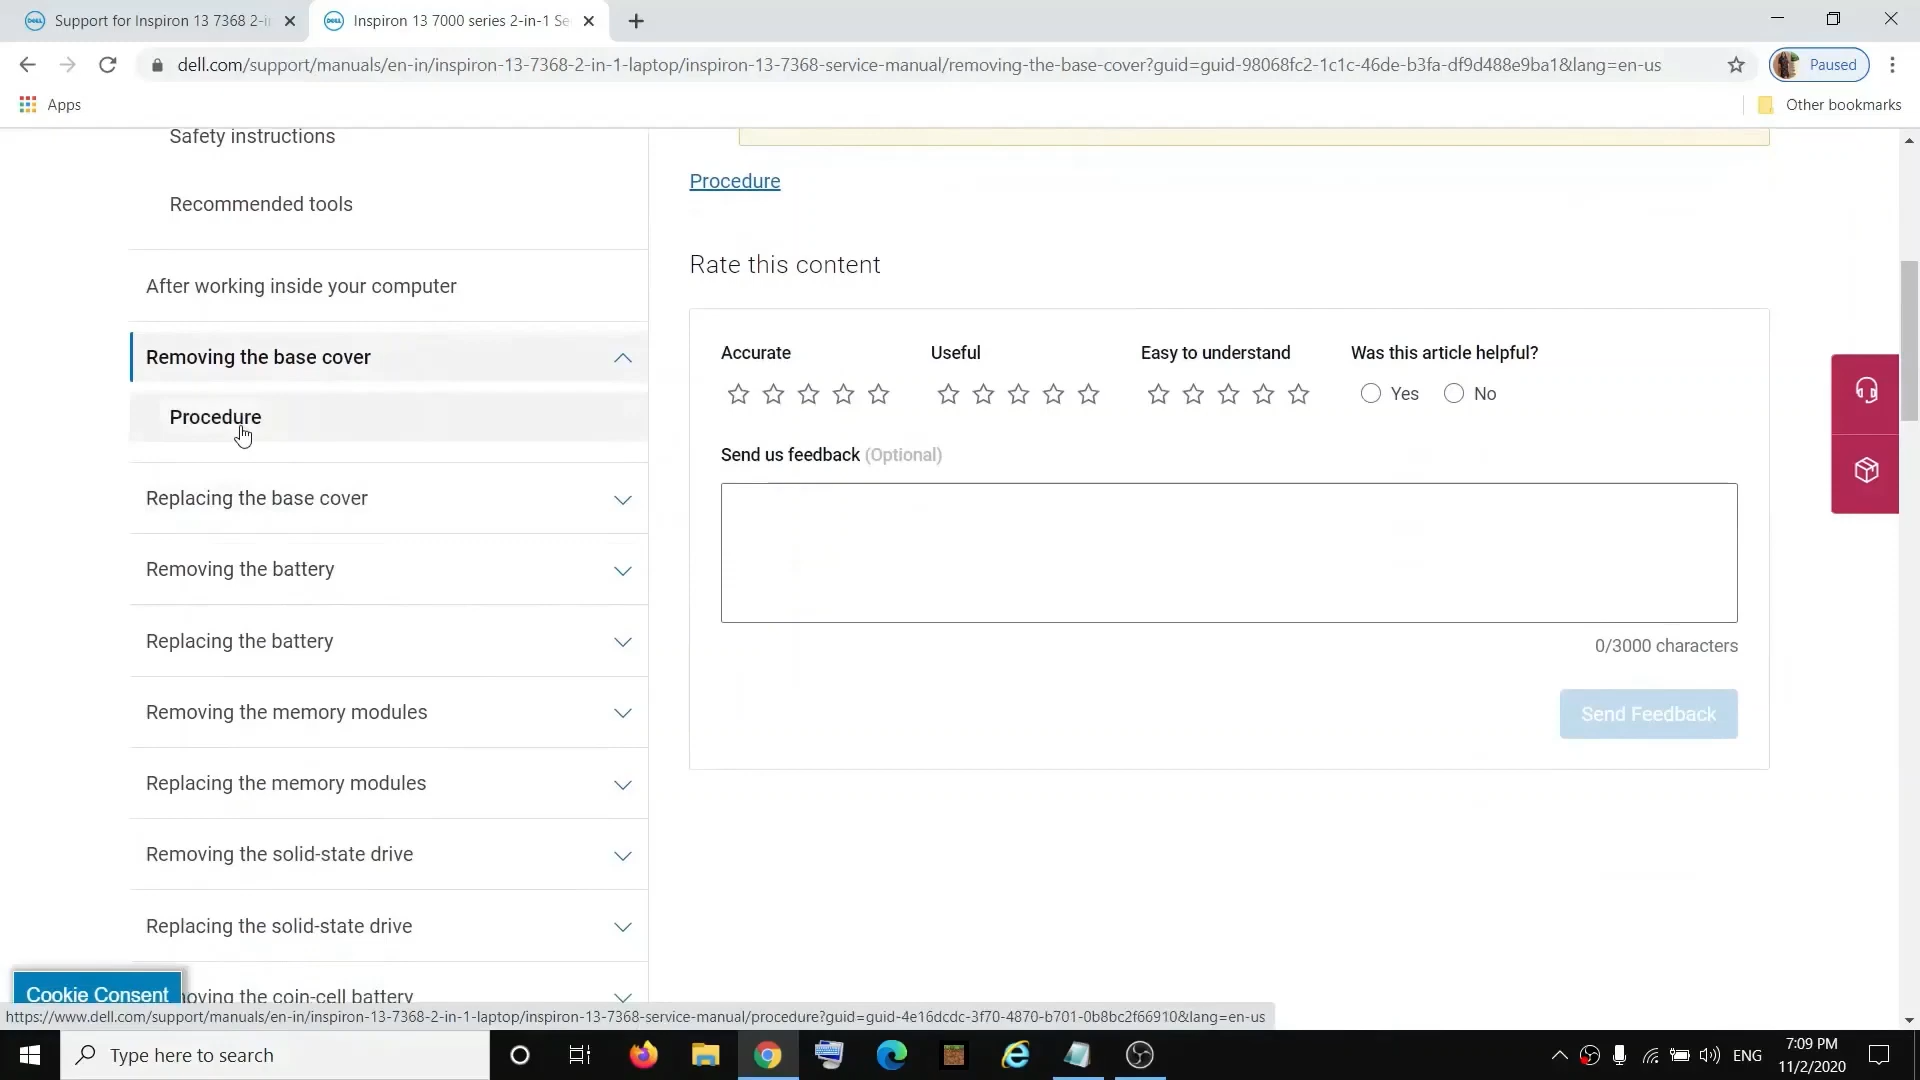 Support for Inspiron 13 7368 2-i
Inspiron 13 7000 series 2-in-1 Se
dell.com/support/manuals/en-in/inspiron-13-7368-2-in-1-laptop/inspiron-13-7368-service-manual/removing-the-base-cover?guid=guid-98068fc2-1c1c-46de-b3fa-df9d488e9ba1&lang=en-us
Paused
Apps
Other bookmarks
Safety instructions
Recommended tools
After working inside your computer
Removing the base cover
Procedure
Replacing the base cover
Removing the battery
Replacing the battery
Removing the memory modules
Replacing the memory modules
Removing the solid-state drive
Replacing the solid-state drive
oving the coin-cell battery
Cookie Consent
Procedure
Rate this content
Accurate
Useful
Easy to understand
Was this article helpful?
Yes
No
Send us feedback (Optional)
0/3000 characters
Send Feedback
https://www.dell.com/support/manuals/en-in/inspiron-13-7368-2-in-1-laptop/inspiron-13-7368-service-manual/procedure?guid=guid-4e16dcdc-3f70-4870-b701-0b8bc2f66910&lang=en-us
Type here to search
ENG
7:09 PM
11/2/2020